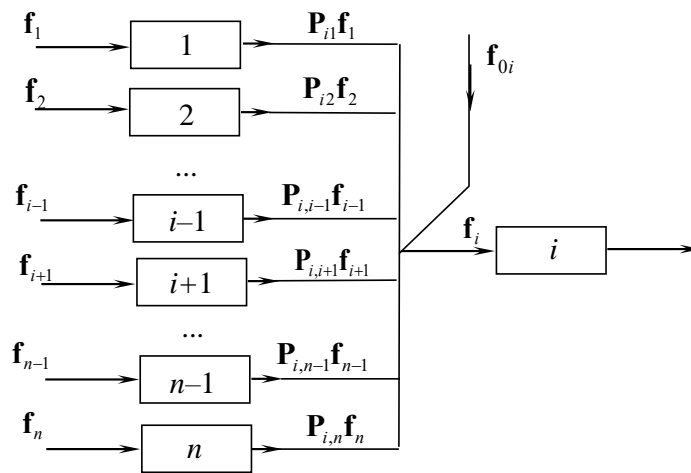 f₁ 1 Pᵢ₁f₁ f₀ᵢ
f₂ 2 Pᵢ₂f₂
...
fᵢ₋₁ i–1 Pᵢ,ᵢ₋₁fᵢ₋₁ fᵢ i
fᵢ₊₁ i+1 Pᵢ,ᵢ₊₁fᵢ₊₁
...
fₙ₋₁ n–1 Pᵢ,ₙ₋₁fₙ₋₁
fₙ n Pᵢ,ₙfₙ